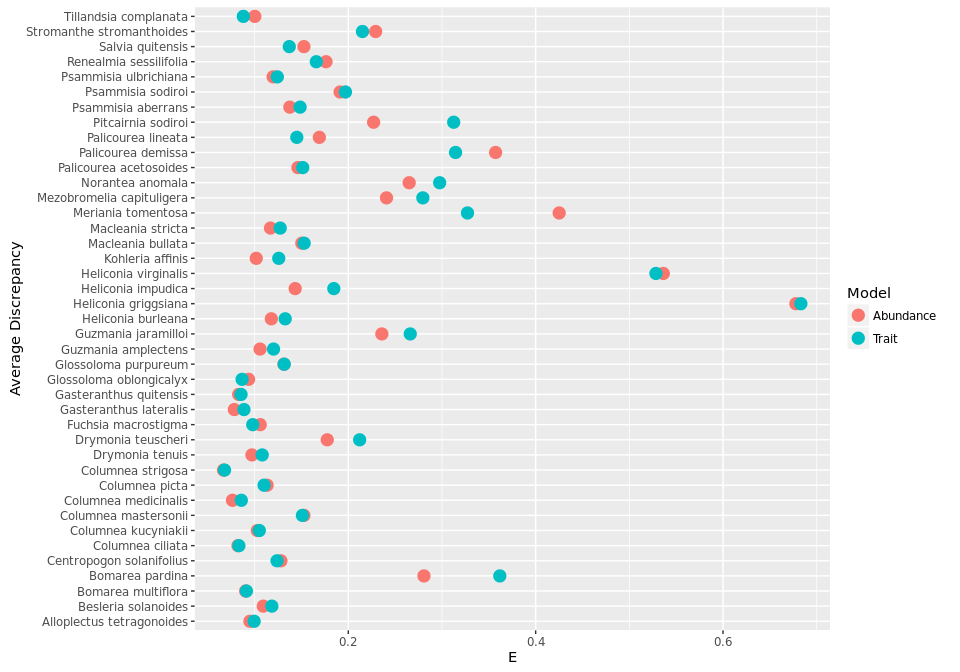 Tillandsia complanata
Stromanthe stromanthoides
Salvia quitensis
Renealmia sessilifolia
Psammisia ulbrichiana
Psammisia sodiroi
Psammisia aberrans
Pitcairnia sodiroi
Palicourea lineata
Palicourea demissa
Palicourea acetosoides
Norantea anomala
Mezobromelia capituligera
Meriania tomentosa
Macleania stricta
Macleania bullata
Kohleria affinis
Heliconia virginalis
Heliconia impudica
Heliconia griggsiana
Heliconia burleana
Guzmania jaramilloi
Guzmania amplectens
Glossoloma purpureum
Glossoloma oblongicalyx
Gasteranthus quitensis
Gasteranthus lateralis
Fuchsia macrostigma
Drymonia teuscheri
Drymonia tenuis
Columnea strigosa
Columnea picta
Columnea medicinalis
Columnea mastersonii
Columnea kucyniakii
Columnea ciliata
Centropogon solanifolius
Bomarea pardina
Bomarea multiflora
Besleria solanoides
Alloplectus tetragonoides
Average Discrepancy
0.2 0.4 0.6
E
Model
Abundance
Trait